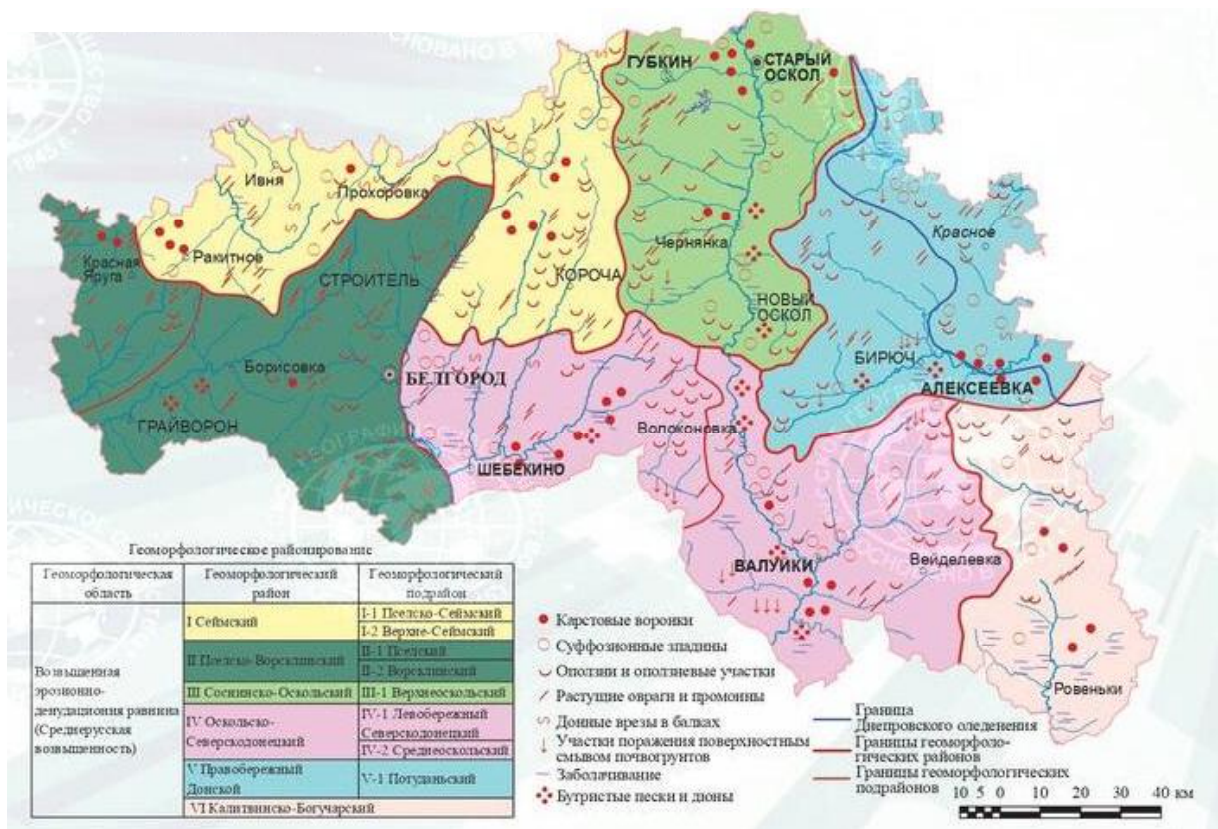 ГУБКИН
СТАРЫЙ
ОСКОЛ
Ивня
Прохоровка
Красное
Чернянка
Красная
Яруга
Ракитное
СТРОИТЕЛЬ
КОРОЧА
НОВЫЙ
ОСКОЛ
Борисовка
БЕЛГОРОД
БИРЮЧ
АЛЕКСЕЕВКА
ГРАЙВОРОН
Волоконовка
ШЕБЕКИНО
ВАЛУЙКИ
Вейделевка
Ровеньки
Геоморфологическое районирование
Геоморфологическая область
Геоморфологический район
Геоморфологический подрайон
Возвышенная
эрозионно-
денудациония равнина
(Среднерусская
возвышенность)
I Сеймский
I-1 Пселско-Сеймский
I-2 Верхне-Сеймский
II Пселско-Ворсклинский
II-1 Пселский
II-2 Ворсклинский
III Соснинско-Оскольский
III-1 Верхнеоскольский
IV Оскольско-
Северскодонецкий
IV-1 Левобережный
Северскодонецкий
IV-2 Среднеоскольский
V Правобережный
Донской
V-1 Потуданьский
VI Калитвинско-Богучарский
Карстовые воронки
Суффозионные западины
Оползни и оползневые участки
Растущие овраги и промоины
Донные врезы в балках
Участки поражения поверхностным
смывом почвогрунтов
Заболачивание
Бугристые пески и дюны
Граница
Днепровского оледенения
Границы геоморфоло-
гических районов
Границы геоморфологических
подрайонов
10 5 0 10 20 30 40 км